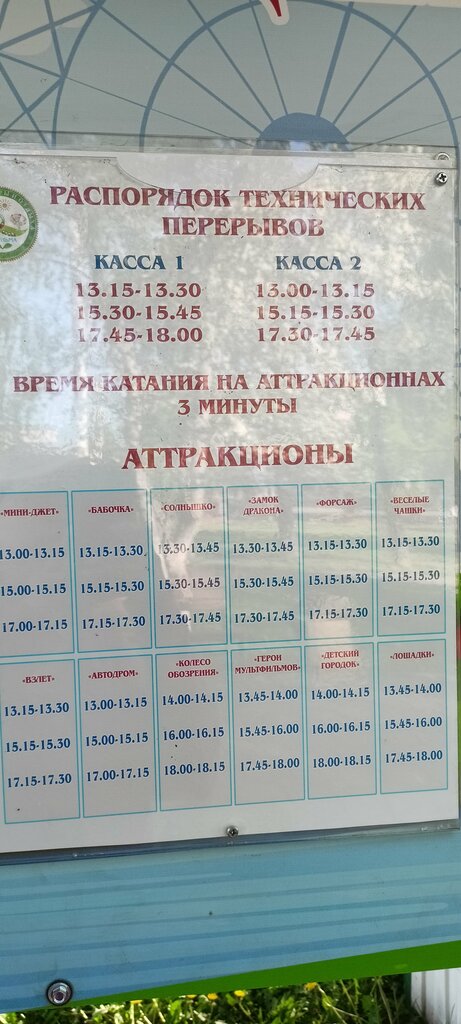 РАСПОРЯДОК ТЕХНИЧЕСКИХ
ПЕРЕРЫВОВ
КАССА 1
13.15-13.30
15.30-15.45
17.45-18.00
КАССА 2
13.00-13.15
15.15-15.30
17.30-17.45
ВРЕМЯ КАТАНИЯ НА АТТРАКЦИОННАХ
3 МИНУТЫ
АТТРАКЦИОНЫ
«МИНИ-ДЖЕТ»
13.00-13.15
15.00-15.15
17.00-17.15
«БАБОЧКА»
13.15-13.30
15.15-15.30
17.15-17.30
«СОЛНЫШКО»
13.30-13.45
15.30-15.45
17.30-17.45
«ЗАМОК
ДРАКОНА»
13.30-13.45
15.30-15.45
17.30-17.45
«ФОРСАЖ»
13.15-13.30
15.15-15.30
17.15-17.30
«ВЕСЕЛЫЕ
ЧАШКИ»
13.15-13.30
15.15-15.30
17.15-17.30
«ВЗЛЕТ»
13.15-13.30
15.15-15.30
17.15-17.30
«АВТОДРОМ»
13.00-13.15
15.00-15.15
17.00-17.15
«КОЛЕСО
ОБОЗРЕНИЯ»
14.00-14.15
16.00-16.15
18.00-18.15
«ГЕРОИ
МУЛЬТФИЛЬМОВ»
13.45-14.00
15.45-16.00
17.45-18.00
«ДЕТСКИЙ
ГОРОДОК»
14.00-14.15
16.00-16.15
18.00-18.15
«ЛОШАДКИ»
13.45-14.00
15.45-16.00
17.45-18.00